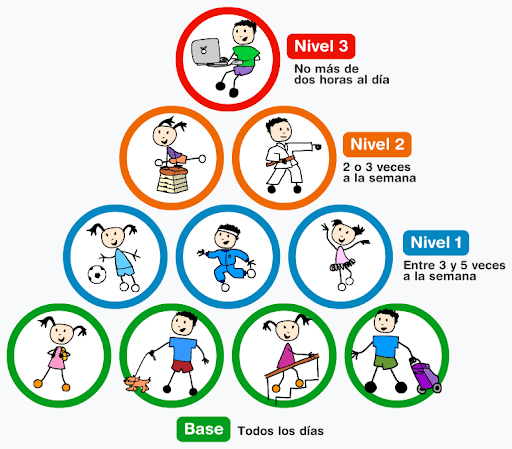 Nivel 3
No más de
dos horas al día
Nivel 2
2 o 3 veces
a la semana
Nivel 1
Entre 3 y 5 veces
a la semana
Base Todos los días